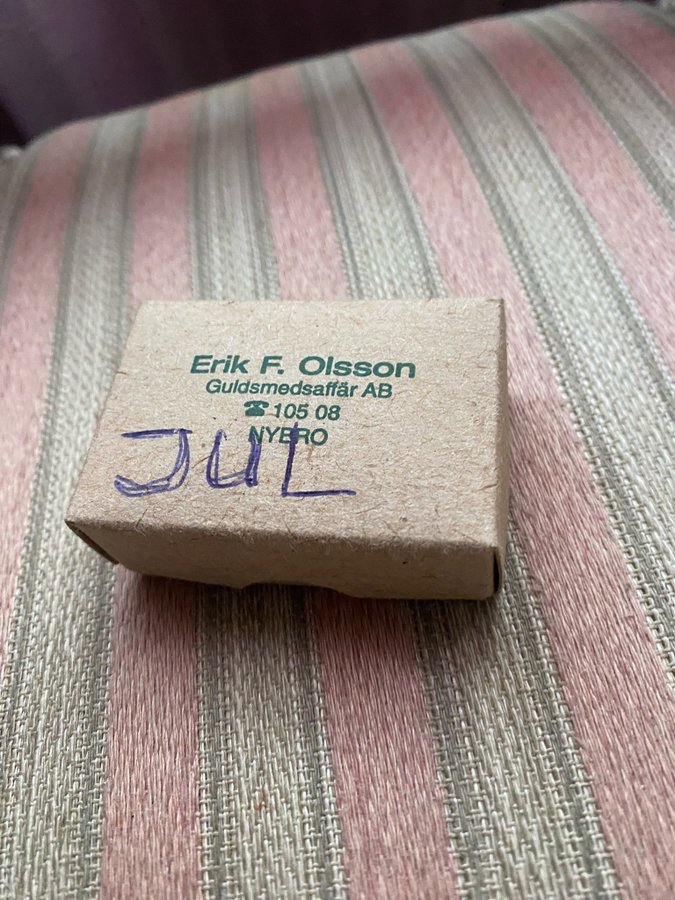 Erik F. Olsson
Guldsmedsaffär AB
☎ 105 08
NYBRO
JUL